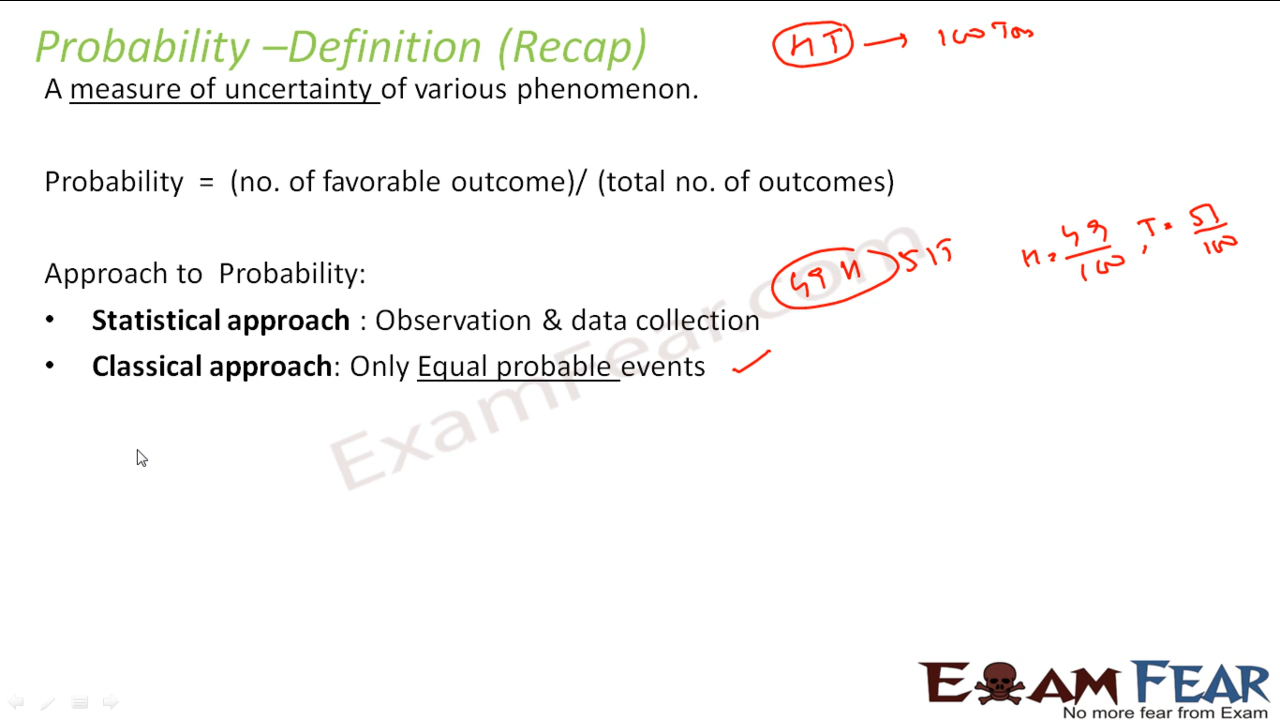 Probability –Definition (Recap)
H T → 100 Toss
A measure of uncertainty of various phenomenon.
Probability = (no. of favorable outcome)/ (total no. of outcomes)
49 H 51 T
H = 49/100, T = 51/100
Approach to Probability:
• Statistical approach : Observation & data collection
• Classical approach: Only Equal probable events ✓
ExamFear.com
EXAM FEAR
No more fear from Exam